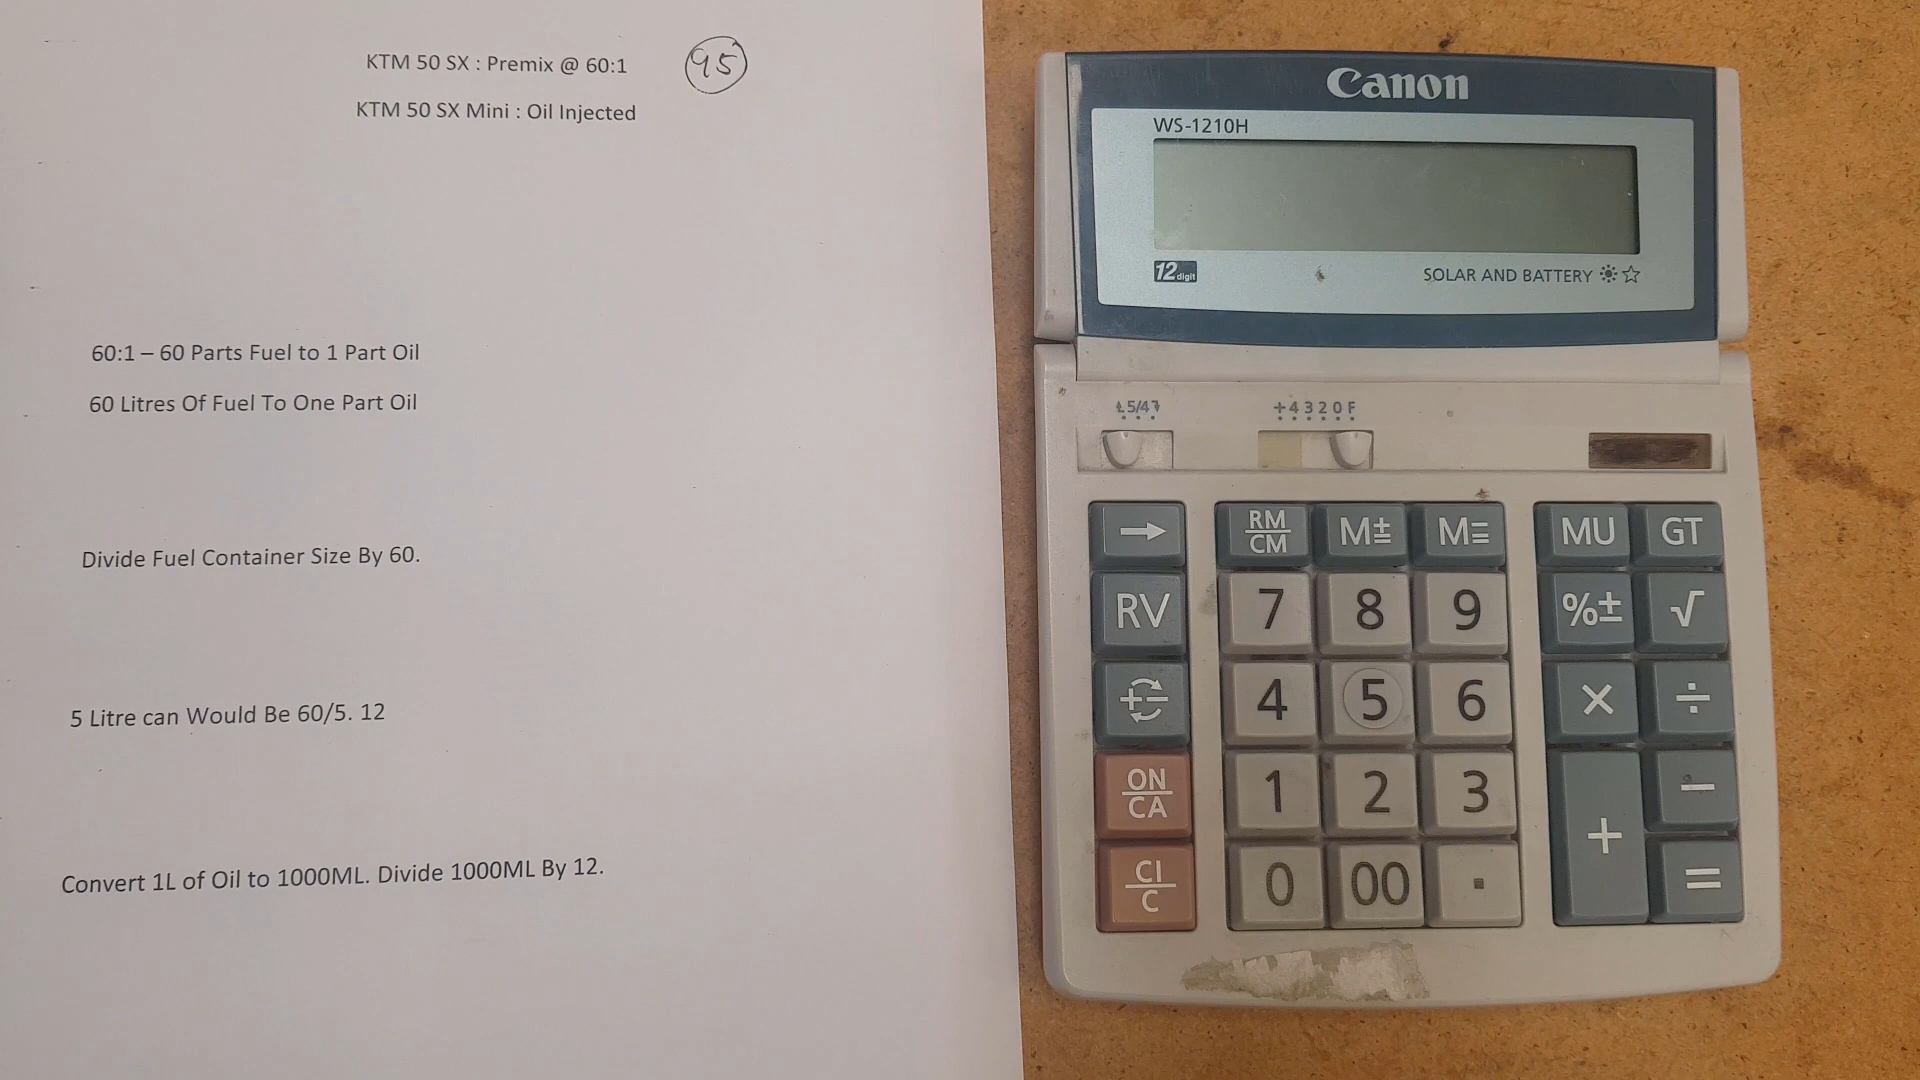 KTM 50 SX : Premix @ 60:1
95
KTM 50 SX Mini : Oil Injected
60:1 – 60 Parts Fuel to 1 Part Oil
60 Litres Of Fuel To One Part Oil
Divide Fuel Container Size By 60.
5 Litre can Would Be 60/5. 12
Convert 1L of Oil to 1000ML. Divide 1000ML By 12.
Canon
WS-1210H
12 digit
SOLAR AND BATTERY
5/4
+4320F
→ RM/CM M± M= MU GT
RV 7 8 9 %± √
+− 4 5 6 × ÷
ON/CA 1 2 3 + −
CI/C 0 00 . =